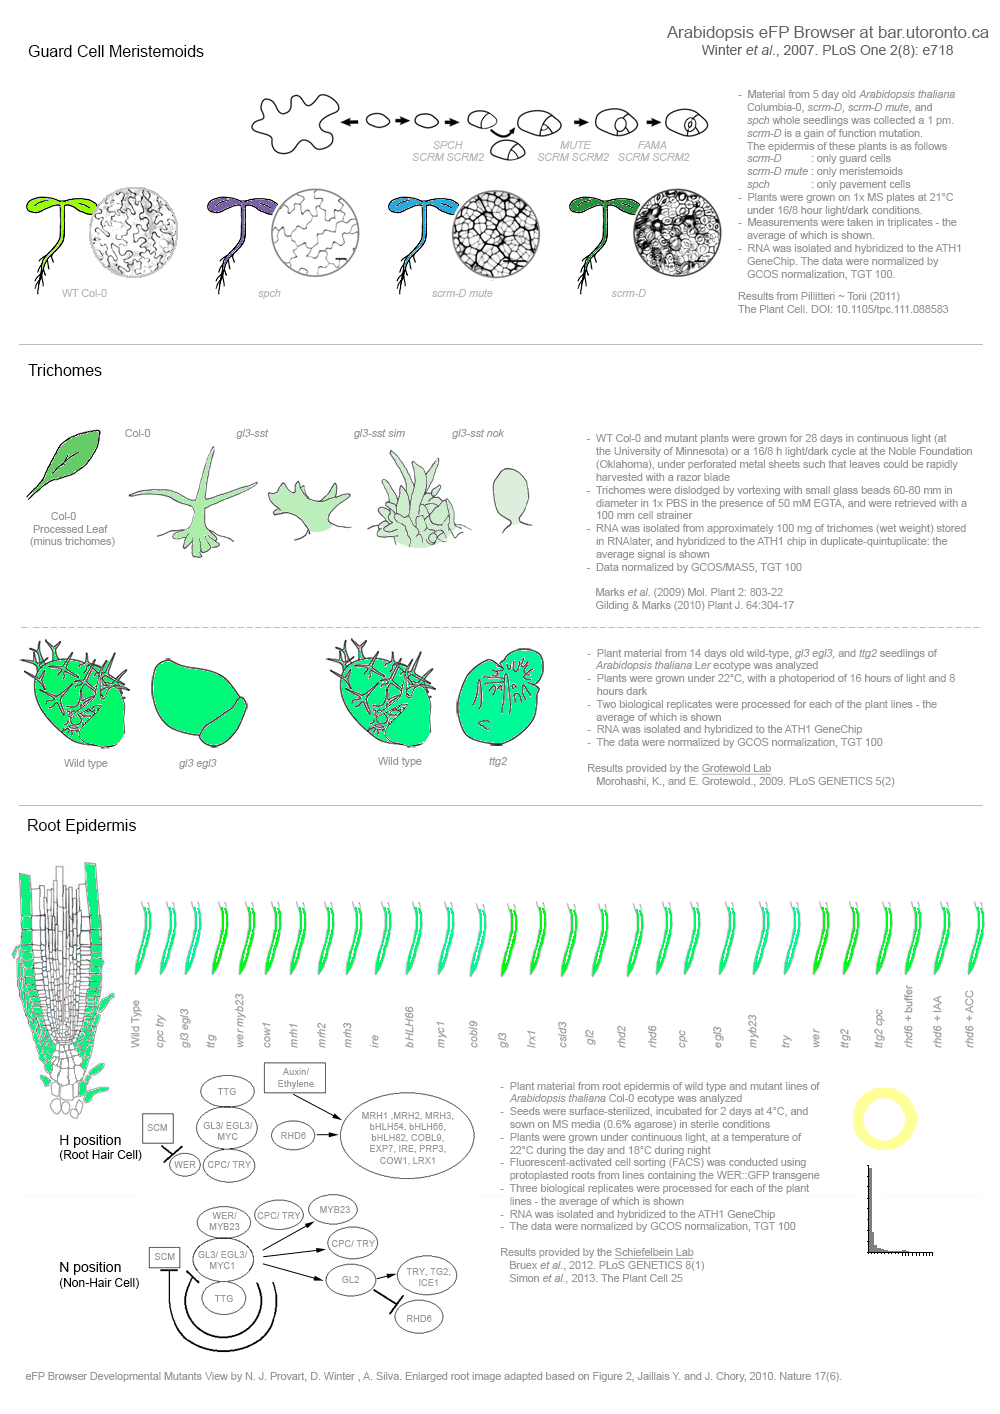 Arabidopsis eFP Browser at bar.utoronto.ca
Winter et al., 2007. PLoS One 2(8): e718
Guard Cell Meristemoids
SPCH
SCRM SCRM2
MUTE
SCRM SCRM2
FAMA
SCRM SCRM2
WT Col-0
spch
scrm-D mute
scrm-D
- Material from 5 day old Arabidopsis thaliana
Columbia-0, scrm-D, scrm-D mute, and
spch whole seedlings was collected a 1 pm.
scrm-D is a gain of function mutation.
The epidermis of these plants is as follows
scrm-D : only guard cells
scrm-D mute : only meristemoids
spch : only pavement cells
- Plants were grown on 1x MS plates at 21°C
under 16/8 hour light/dark conditions.
- Measurements were taken in triplicates - the
average of which is shown.
- RNA was isolated and hybridized to the ATH1
GeneChip. The data were normalized by
GCOS normalization, TGT 100.
Results from Pillitteri ~ Torii (2011)
The Plant Cell. DOI: 10.1105/tpc.111.088583
Trichomes
Col-0
gl3-sst
gl3-sst sim
gl3-sst nok
Col-0
Processed Leaf
(minus trichomes)
- WT Col-0 and mutant plants were grown for 28 days in continuous light (at
the University of Minnesota) or a 16/8 h light/dark cycle at the Noble Foundation
(Oklahoma), under perforated metal sheets such that leaves could be rapidly
harvested with a razor blade
- Trichomes were dislodged by vortexing with small glass beads 60-80 mm in
diameter in 1x PBS in the presence of 50 mM EGTA, and were retrieved with a
100 mm cell strainer
- RNA was isolated from approximately 100 mg of trichomes (wet weight) stored
in RNAlater, and hybridized to the ATH1 chip in duplicate-quintuplicate: the
average signal is shown
- Data normalized by GCOS/MAS5, TGT 100
Marks et al. (2009) Mol. Plant 2: 803-22
Gilding & Marks (2010) Plant J. 64:304-17
Wild type
gl3 egl3
Wild type
ttg2
- Plant material from 14 days old wild-type, gl3 egl3, and ttg2 seedlings of
Arabidopsis thaliana Ler ecotype was analyzed
- Plants were grown under 22°C, with a photoperiod of 16 hours of light and 8
hours dark
- Two biological replicates were processed for each of the plant lines - the
average of which is shown
- RNA was isolated and hybridized to the ATH1 GeneChip
- The data were normalized by GCOS normalization, TGT 100
Results provided by the Grotewold Lab
Morohashi, K., and E. Grotewold., 2009. PLoS GENETICS 5(2)
Root Epidermis
Wild Type
cpc try
gl3 egl3
ttg
wer myb23
cow1
mrh1
mrh2
mrh3
ire
bHLH66
myc1
cobl9
gl3
lrx1
csld3
gl2
rhd2
rhd6
cpc
egl3
myb23
try
wer
ttg2
ttg2 cpc
rhd6 + buffer
rhd6 + IAA
rhd6 + ACC
H position
(Root Hair Cell)
SCM
WER
TTG
GL3/ EGL3/
MYC
CPC/ TRY
Auxin/
Ethylene
RHD6
MRH1 ,MRH2, MRH3,
bHLH54, bHLH66,
bHLH82, COBL9,
EXP7, IRE, PRP3,
COW1, LRX1
N position
(Non-Hair Cell)
SCM
WER/
MYB23
GL3/ EGL3/
MYC1
TTG
CPC/ TRY
MYB23
CPC/ TRY
GL2
TRY, TG2,
ICE1
RHD6
- Plant material from root epidermis of wild type and mutant lines of
Arabidopsis thaliana Col-0 ecotype was analyzed
- Seeds were surface-sterilized, incubated for 2 days at 4°C, and
sown on MS media (0.6% agarose) in sterile conditions
- Plants were grown under continuous light, at a temperature of
22°C during the day and 18°C during night
- Fluorescent-activated cell sorting (FACS) was conducted using
protoplasted roots from lines containing the WER::GFP transgene
- Three biological replicates were processed for each of the plant
lines - the average of which is shown
- RNA was isolated and hybridized to the ATH1 GeneChip
- The data were normalized by GCOS normalization, TGT 100
Results provided by the Schiefelbein Lab
Bruex et al., 2012. PLoS GENETICS 8(1)
Simon et al., 2013. The Plant Cell 25
eFP Browser Developmental Mutants View by N. J. Provart, D. Winter , A. Silva. Enlarged root image adapted based on Figure 2, Jaillais Y. and J. Chory, 2010. Nature 17(6).